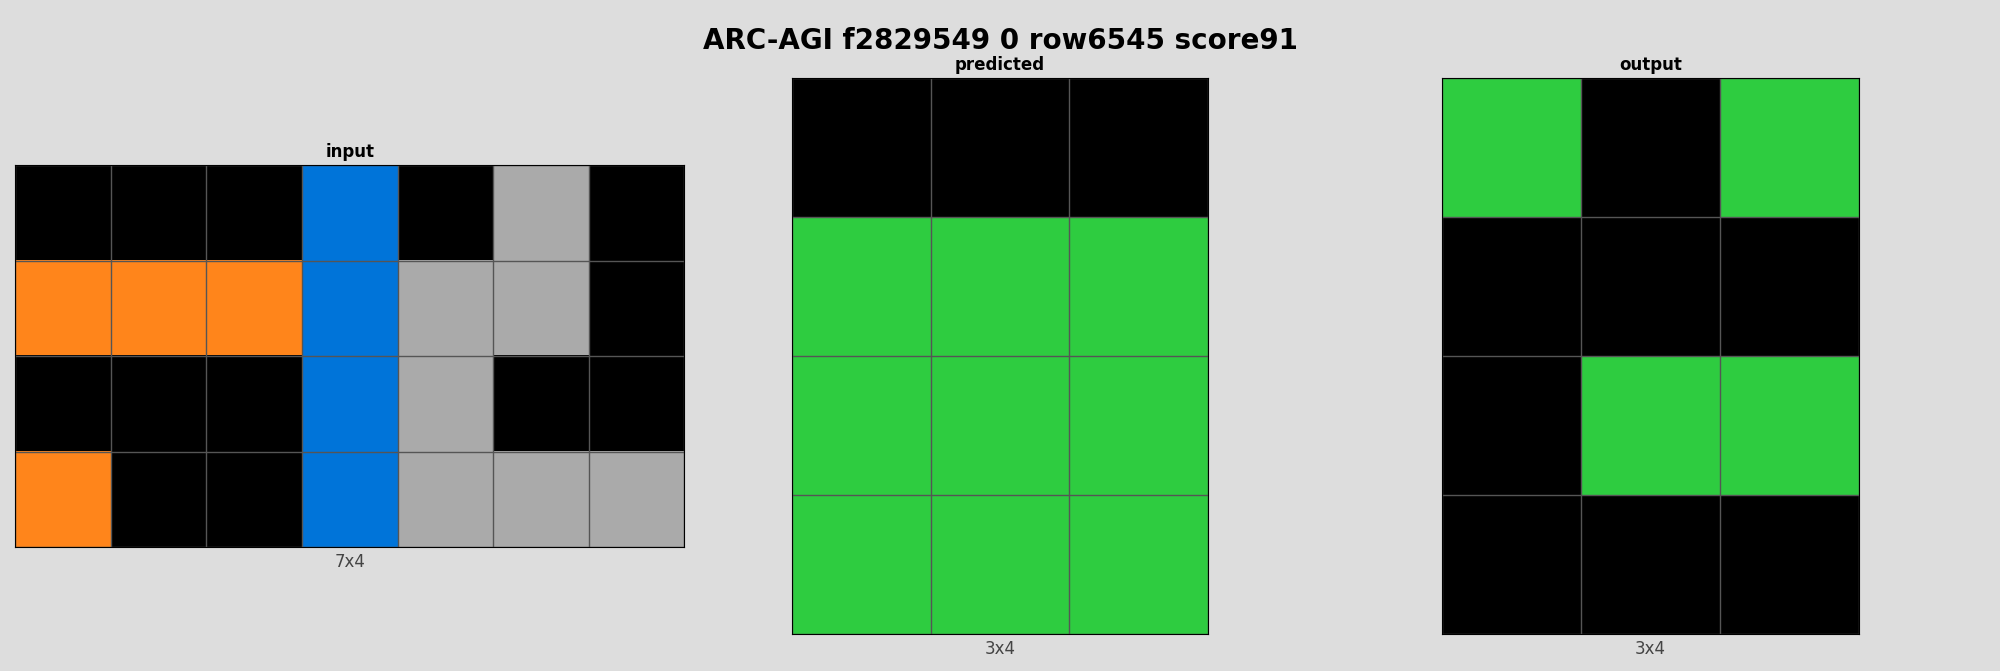 ARC-AGI f2829549 0 row6545 score91
predicted
output
input
7x4
3x4
3x4